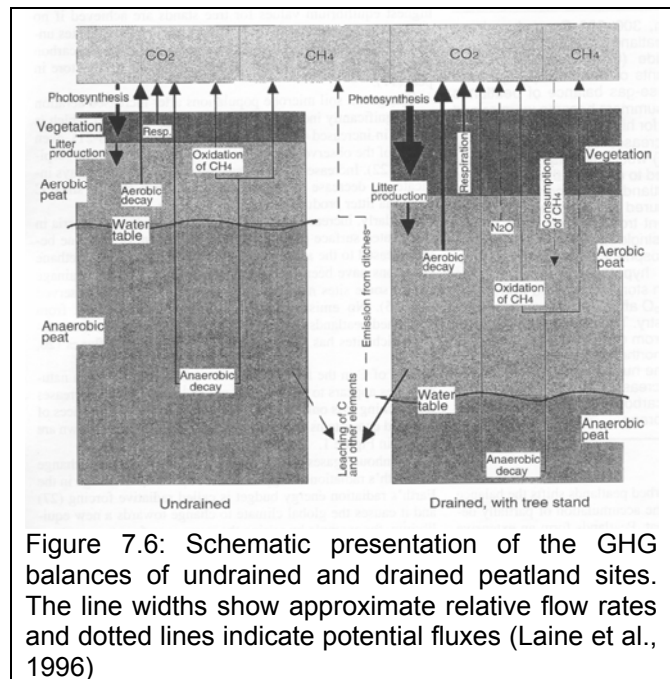 CO2
CH4
CO2
CH4
Photosynthesis
Vegetation
Litter
production
Aerobic
peat
Resp.
Oxidation
of CH4
Aerobic
decay
Water
table
Anaerobic
peat
Anaerobic
decay
Undrained
Emission from ditches
Leaching of C
and other elements
Photosynthesis
Litter
production
Respiration
N2O
Consumption
of CH4
Vegetation
Aerobic
decay
Oxidation
of CH4
Aerobic
peat
Water
table
Anaerobic
peat
Anaerobic
decay
Drained, with tree stand
Figure 7.6: Schematic presentation of the GHG
balances of undrained and drained peatland sites.
The line widths show approximate relative flow rates
and dotted lines indicate potential fluxes (Laine et al.,
1996)